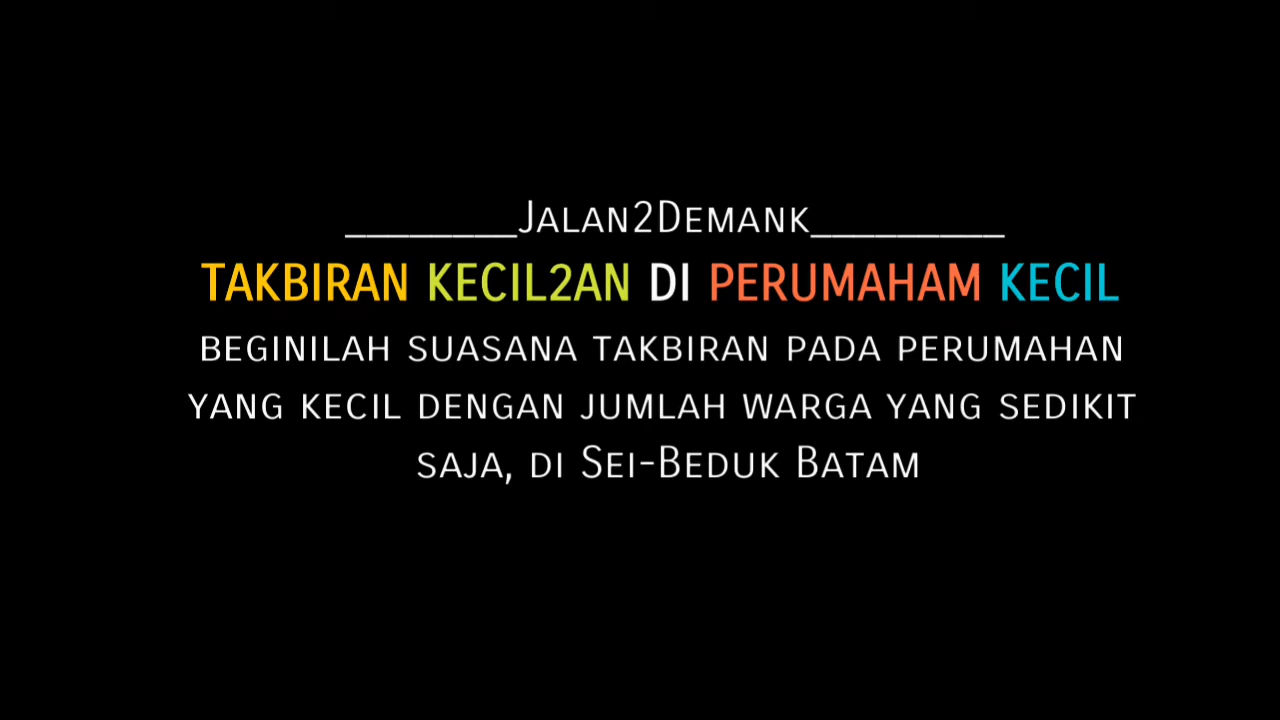 ________Jalan2Demank_________
TAKBIRAN KECIL2AN DI PERUMAHAM KECIL
BEGINILAH SUASANA TAKBIRAN PADA PERUMAHAN
YANG KECIL DENGAN JUMLAH WARGA YANG SEDIKIT
SAJA, DI SEI-BEDUK BATAM